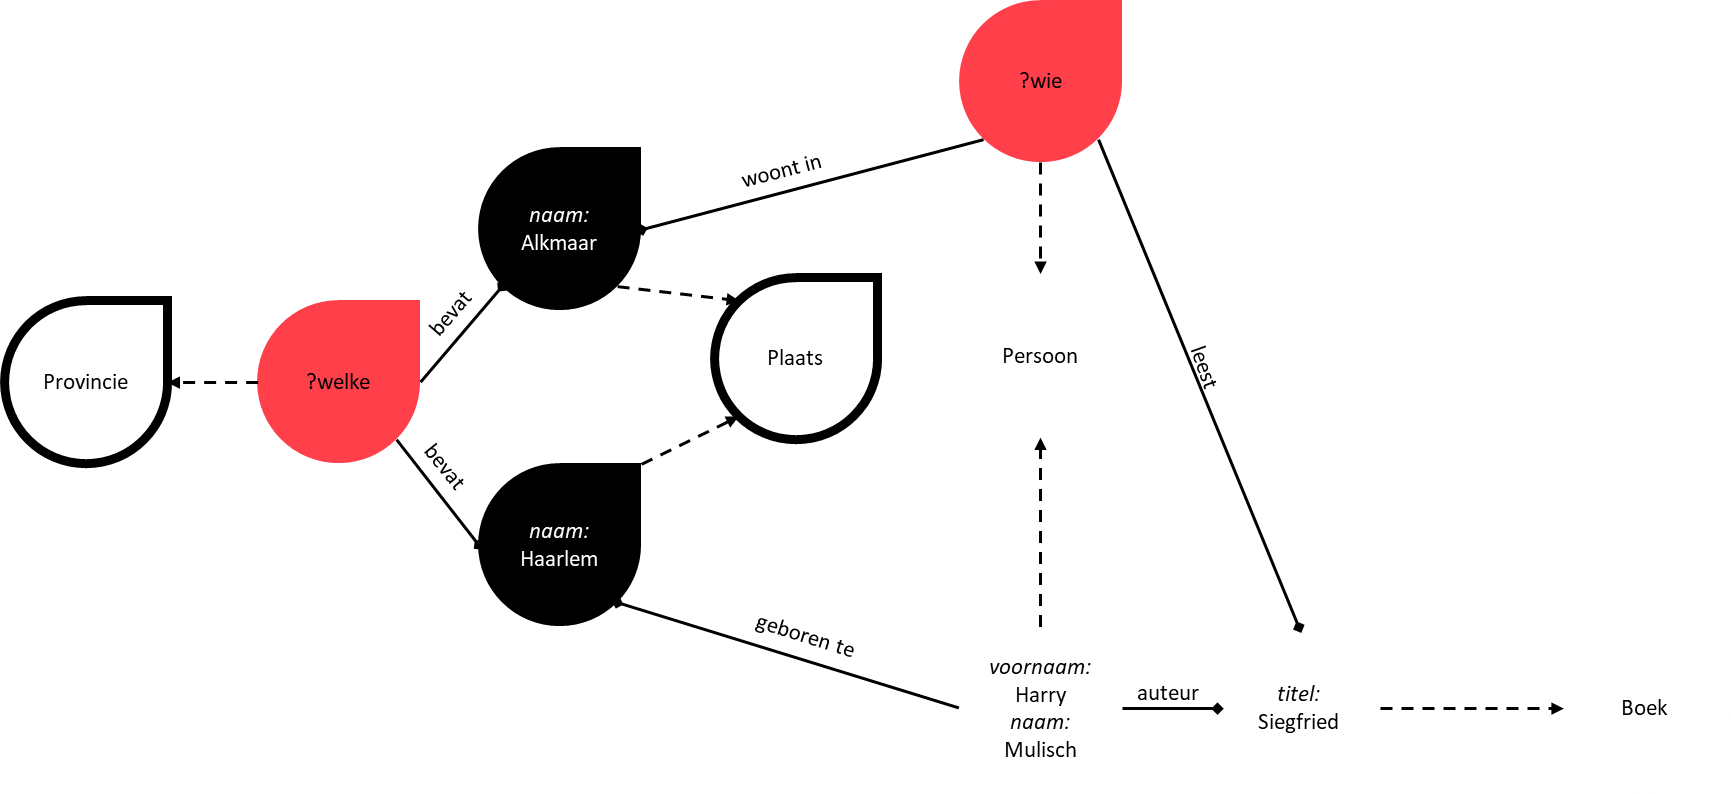 ?wie
woont in
naam:
Alkmaar
bevat
Plaats
Persoon
leest
Provincie
?welke
bevat
naam:
Haarlem
geboren te
voornaam:
Harry
naam:
Mulisch
auteur
titel:
Siegfried
Boek